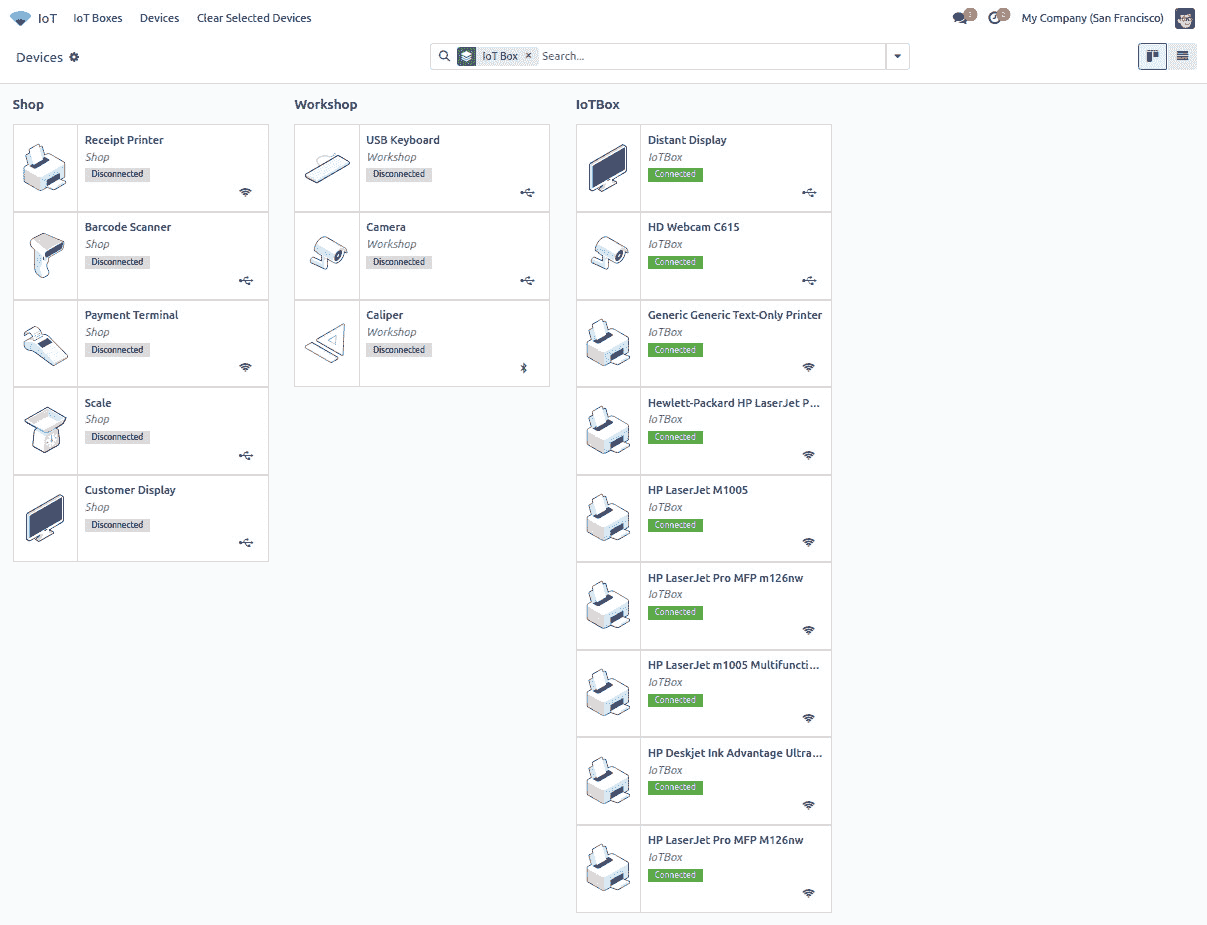 IoT IoT Boxes Devices Clear Selected Devices My Company (San Francisco)
Devices IoT Box × Search...
Shop
Receipt Printer
Shop
Disconnected
Barcode Scanner
Shop
Disconnected
Payment Terminal
Shop
Disconnected
Scale
Shop
Disconnected
Customer Display
Shop
Disconnected
Workshop
USB Keyboard
Workshop
Disconnected
Camera
Workshop
Disconnected
Caliper
Workshop
Disconnected
IoTBox
Distant Display
IoTBox
Connected
HD Webcam C615
IoTBox
Connected
Generic Generic Text-Only Printer
IoTBox
Connected
Hewlett-Packard HP LaserJet P...
IoTBox
Connected
HP LaserJet M1005
IoTBox
Connected
HP LaserJet Pro MFP m126nw
IoTBox
Connected
HP LaserJet m1005 Multifuncti...
IoTBox
Connected
HP Deskjet Ink Advantage Ultra...
IoTBox
Connected
HP LaserJet Pro MFP M126nw
IoTBox
Connected